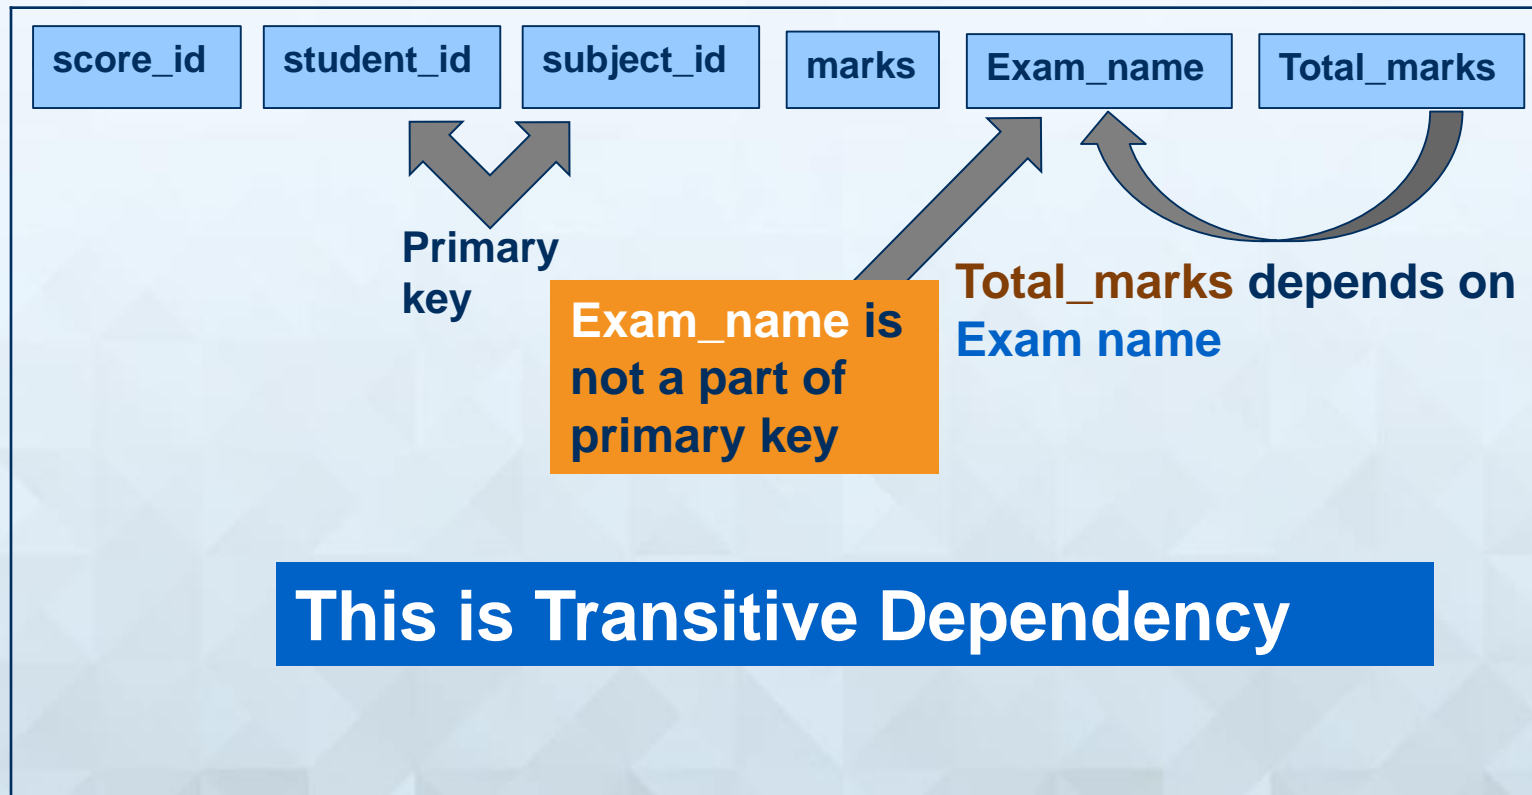 score_id student_id subject_id marks Exam_name Total_marks
Primary
key
Exam_name is
not a part of
primary key
Total_marks depends on
Exam name
This is Transitive Dependency